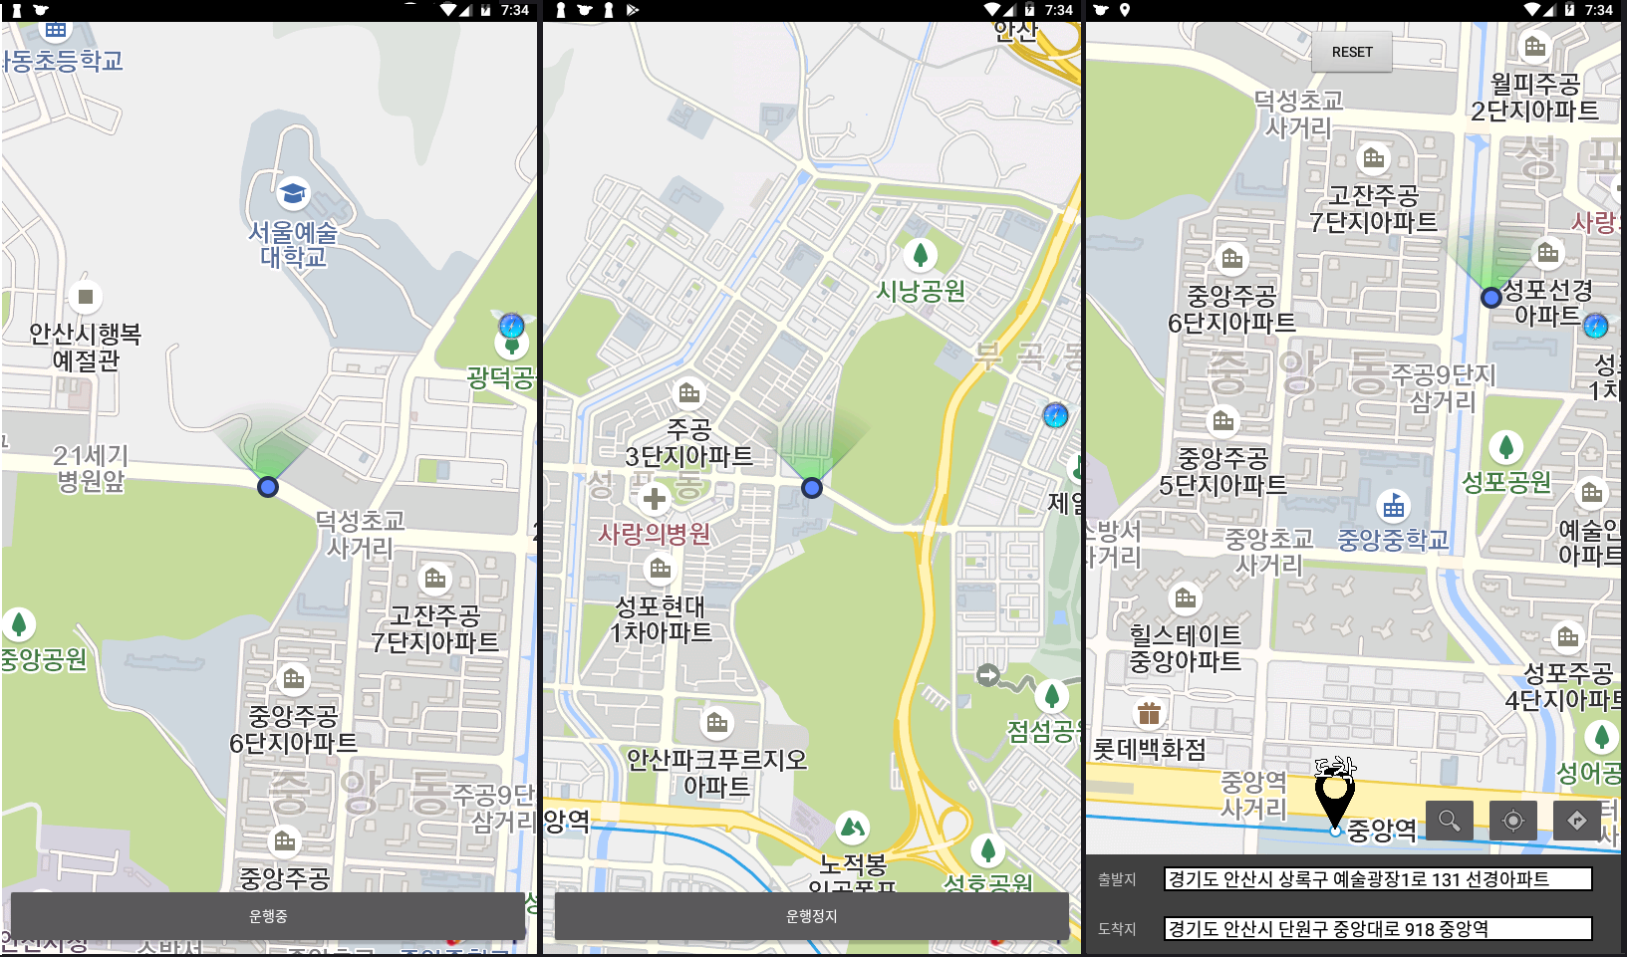 7:34
마동초등학교
서울예술
대학교
안산시행복
예절관
광덕공
21세기
병원앞
덕성초교
사거리
고잔주공
7단지아파트
중앙공원
중앙주공
6단지아파트
중앙동
주공9단
삼거리
중앙주공
운행중
7:34
안산
시낭공원
부곡동
주공
3단지아파트
성포동
사랑의병원
제일
성포현대
1차아파트
점섬공원
안산파크푸르지오
아파트
앙역
노적봉
인공폭포
성호공원
운행정지
7:34
RESET
월피주공
2단지아파트
덕성초교
사거리
성포
고잔주공
7단지아파트
사랑
중앙주공
6단지아파트
성포선경
아파트
중앙동
주공9단지
삼거리
성포
1차
중앙주공
5단지아파트
성포공원
소방서
사거리
중앙초교
사거리
중앙중학교
예술인
아파트
힐스테이트
중앙아파트
성포주공
4단지아파트
롯데백화점
성어공
도착
중앙역
사거리
중앙역
터
사
출발지
경기도 안산시 상록구 예술광장1로 131 선경아파트
도착지
경기도 안산시 단원구 중앙대로 918 중앙역